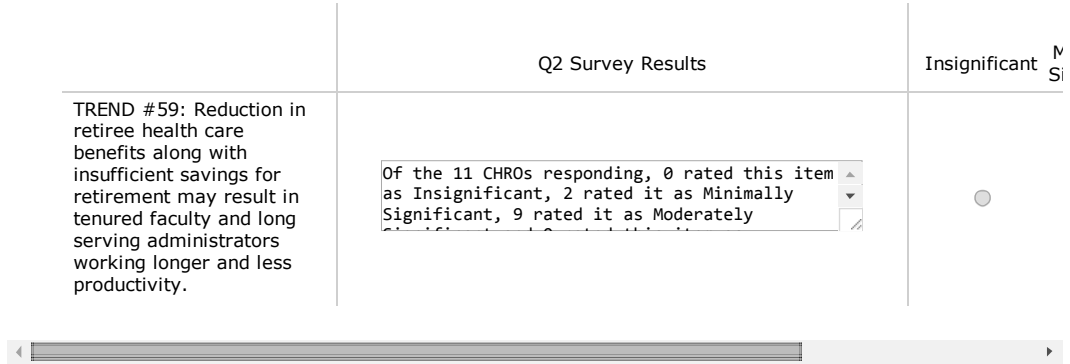 Q2 Survey Results
Insignificant
TREND #59: Reduction in
retiree health care
benefits along with
insufficient savings for
retirement may result in
tenured faculty and long
serving administrators
working longer and less
productivity.
Of the 11 CHROs responding, 0 rated this item
as Insignificant, 2 rated it as Minimally
Significant, 9 rated it as Moderately